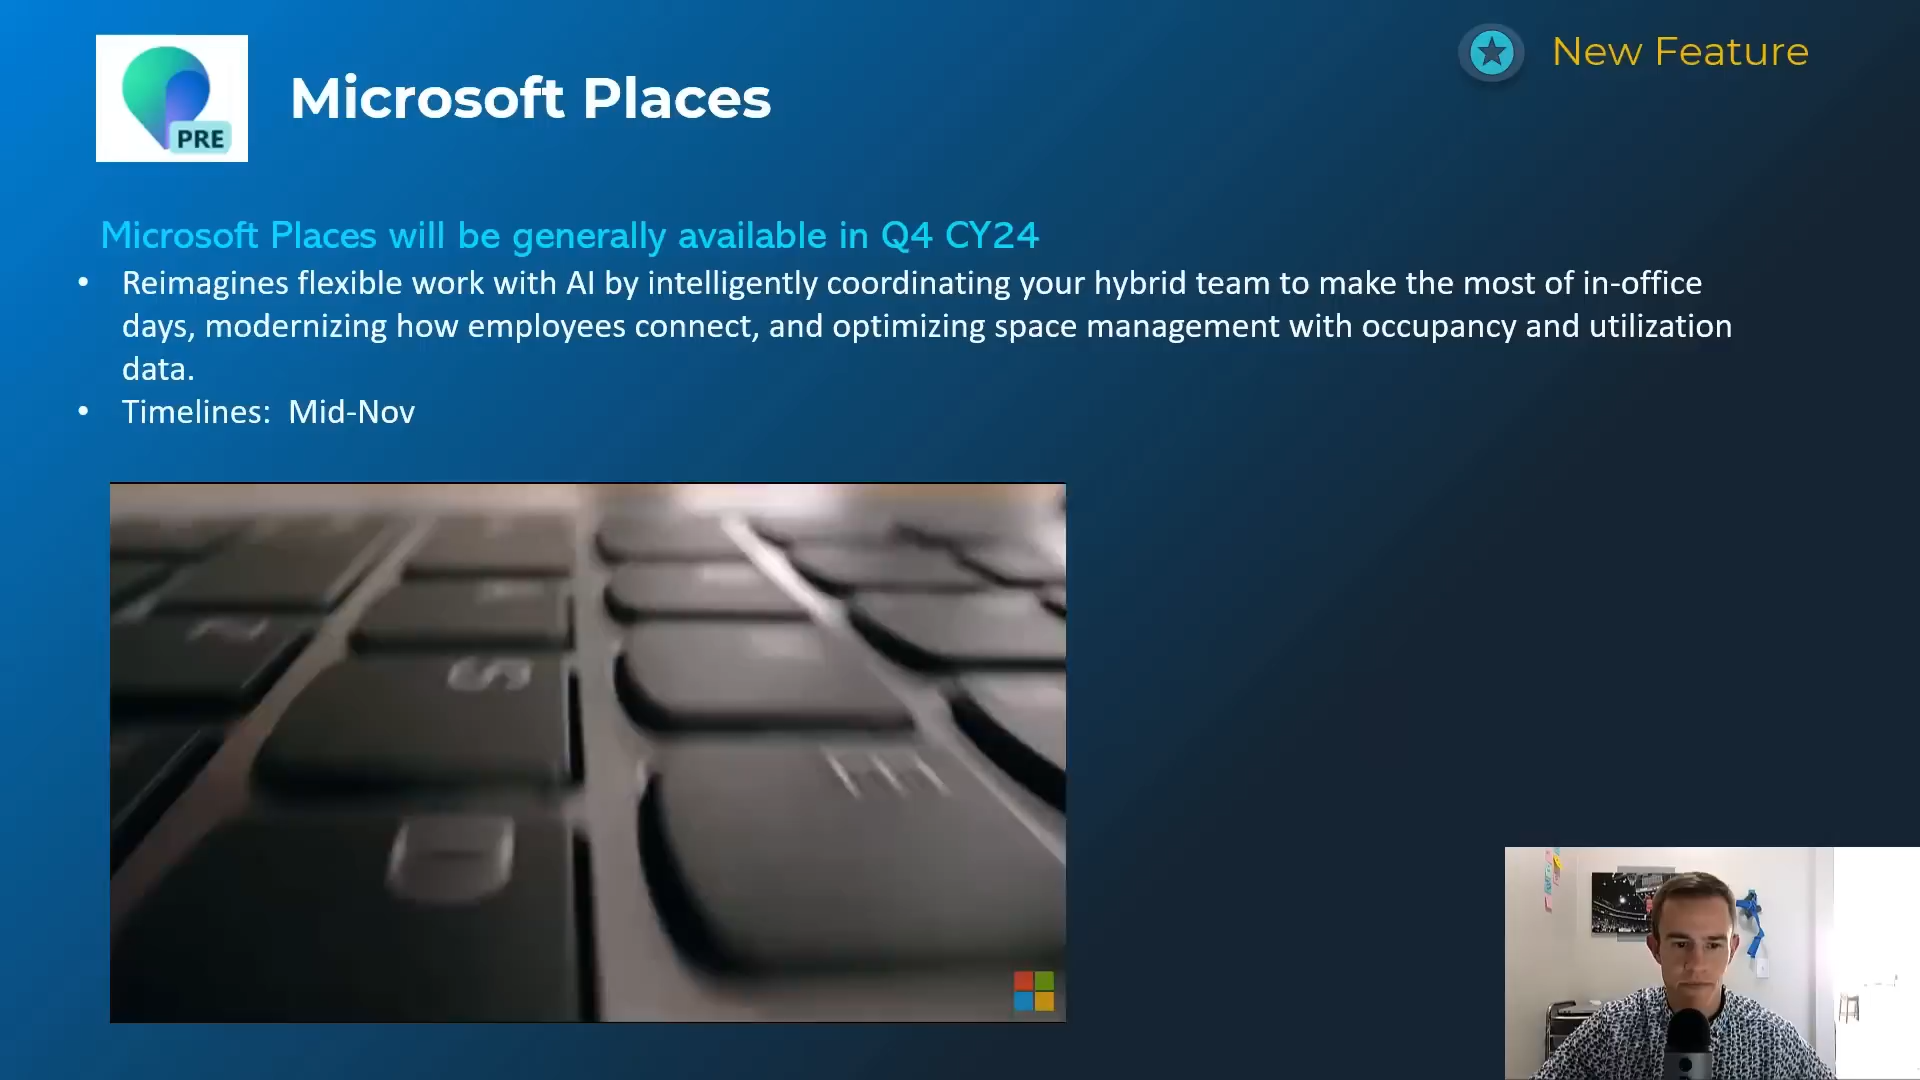 New Feature
PRE
Microsoft Places
Microsoft Places will be generally available in Q4 CY24
• Reimagines flexible work with AI by intelligently coordinating your hybrid team to make the most of in-office
days, modernizing how employees connect, and optimizing space management with occupancy and utilization
data.
• Timelines: Mid-Nov
S
E
D